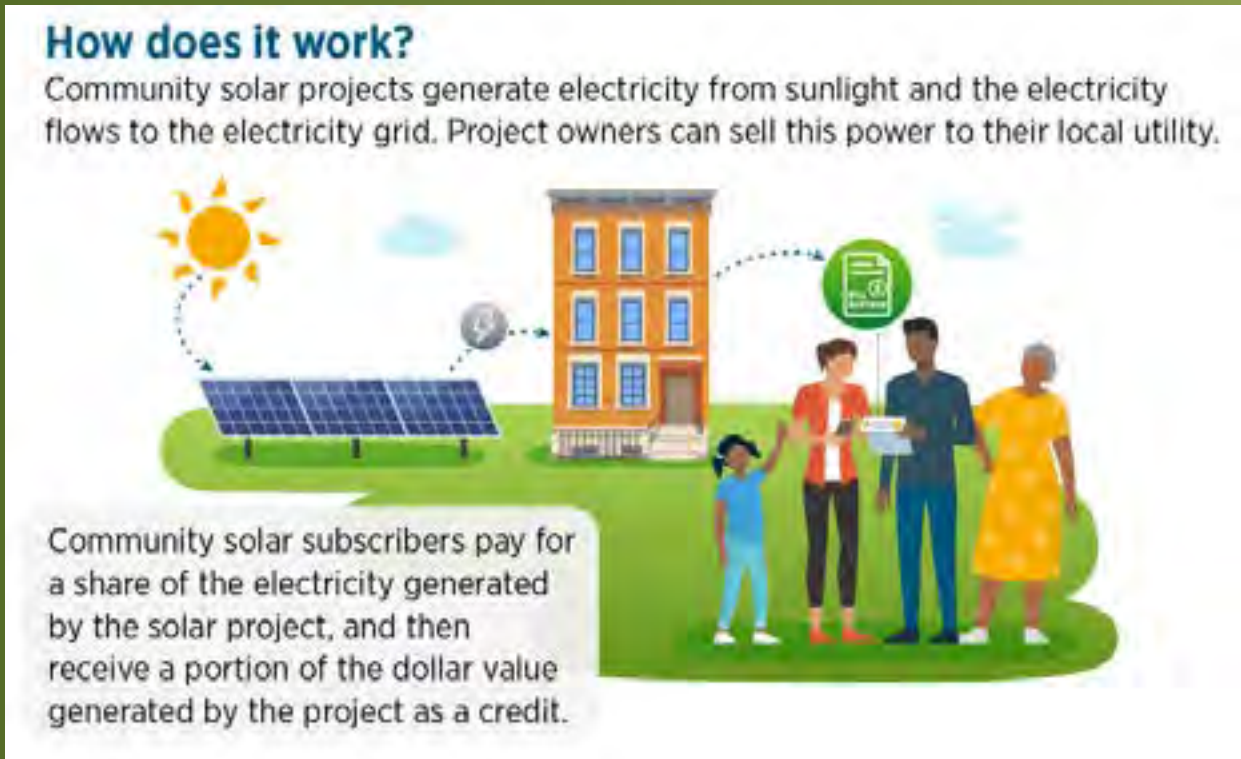 How does it work?
Community solar projects generate electricity from sunlight and the electricity
flows to the electricity grid. Project owners can sell this power to their local utility.
Community solar subscribers pay for
a share of the electricity generated
by the solar project, and then
receive a portion of the dollar value
generated by the project as a credit.